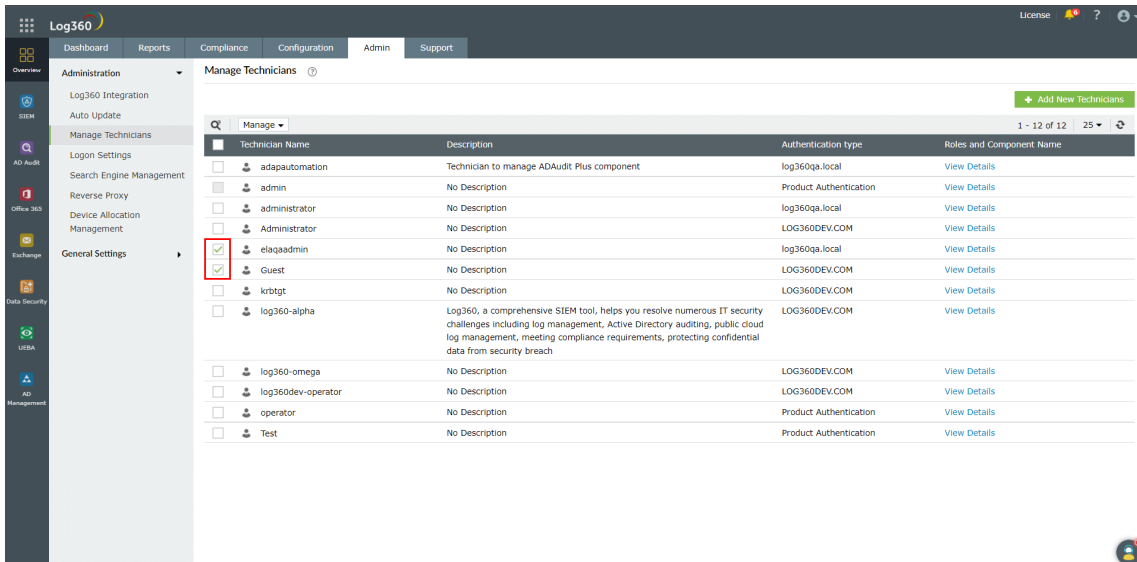 License 6 ?
Log360
Dashboard Reports Compliance Configuration Admin Support
Overview
SIEM
AD Audit
Office 365
Exchange
Data Security
UEBA
AD
Management
Administration
Log360 Integration
Auto Update
Manage Technicians
Logon Settings
Search Engine Management
Reverse Proxy
Device Allocation
Management
General Settings
Manage Technicians ?
+ Add New Technicians
Manage 1 - 12 of 12 25
Technician Name Description Authentication type Roles and Component Name
adapautomation Technician to manage ADAudit Plus component log360qa.local View Details
admin No Description Product Authentication View Details
administrator No Description log360qa.local View Details
Administrator No Description LOG360DEV.COM View Details
elaqaadmin No Description log360qa.local View Details
Guest No Description LOG360DEV.COM View Details
krbtgt No Description LOG360DEV.COM View Details
log360-alpha Log360, a comprehensive SIEM tool, helps you resolve numerous IT security LOG360DEV.COM View Details
challenges including log management, Active Directory auditing, public cloud
log management, meeting compliance requirements, protecting confidential
data from security breach
log360-omega No Description LOG360DEV.COM View Details
log360dev-operator No Description LOG360DEV.COM View Details
operator No Description Product Authentication View Details
Test No Description Product Authentication View Details